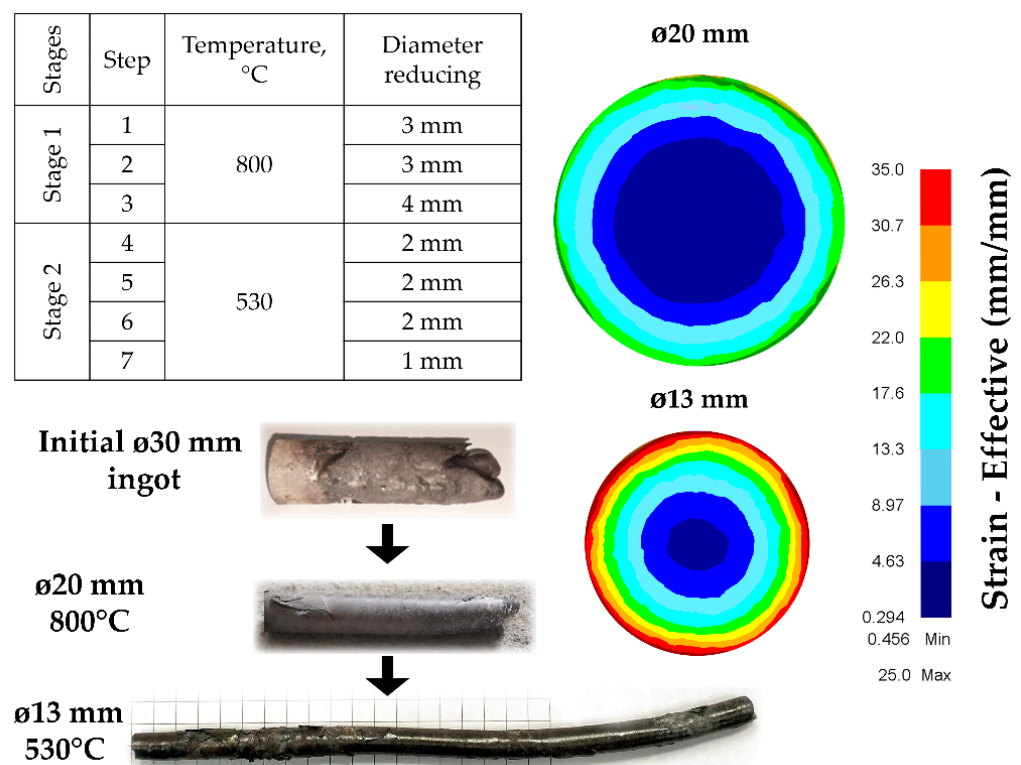 Stages
Step
Temperature,
°C
Diameter
reducing
Stage 1
1
800
3 mm
2
3 mm
3
4 mm
Stage 2
4
530
2 mm
5
2 mm
6
2 mm
7
1 mm
Initial ø30 mm
ingot
ø20 mm
800°C
ø13 mm
530°C
ø20 mm
ø13 mm
35.0
30.7
26.3
22.0
17.6
13.3
8.97
4.63
0.294
0.456 Min
25.0 Max
Strain - Effective (mm/mm)